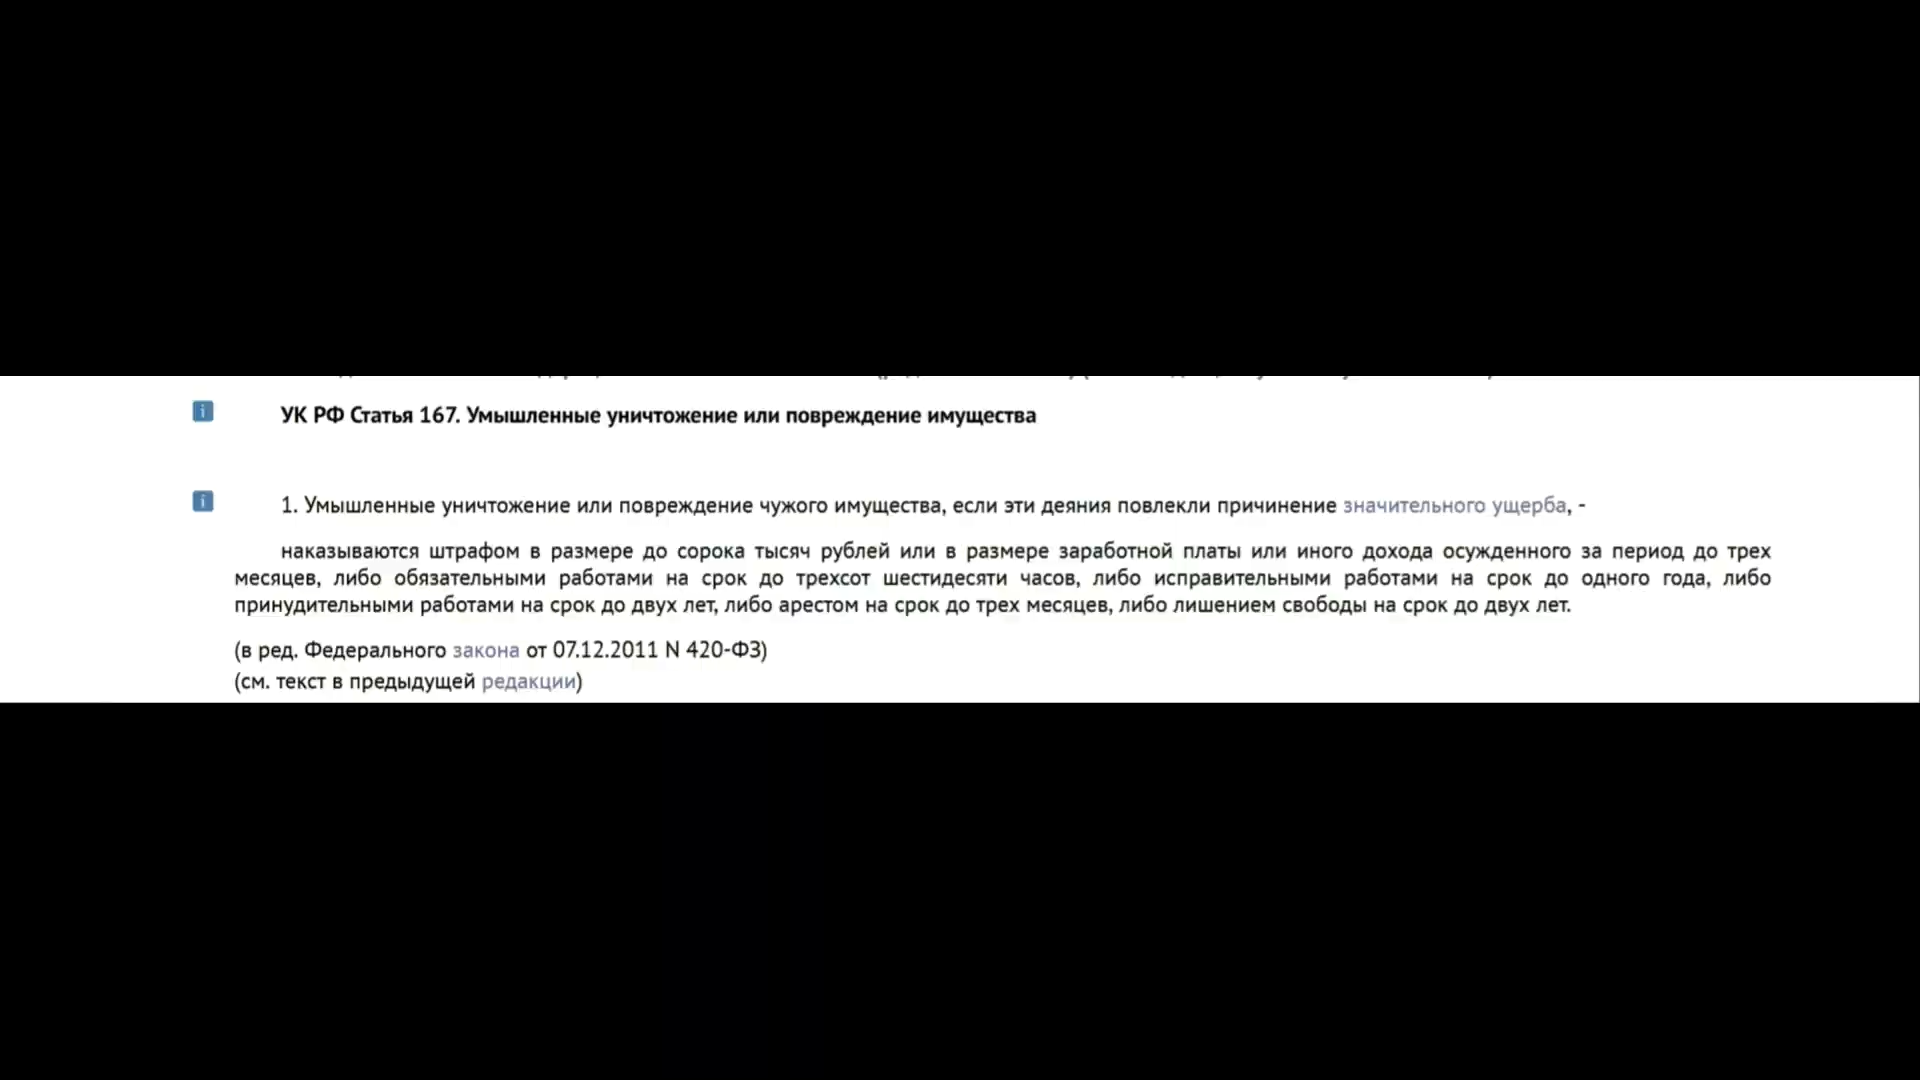 УК РФ Статья 167. Умышленные уничтожение или повреждение имущества
1. Умышленные уничтожение или повреждение чужого имущества, если эти деяния повлекли причинение значительного ущерба, -
наказываются штрафом в размере до сорока тысяч рублей или в размере заработной платы или иного дохода осужденного за период до трех
месяцев, либо обязательными работами на срок до трехсот шестидесяти часов, либо исправительными работами на срок до одного года, либо
принудительными работами на срок до двух лет, либо арестом на срок до трех месяцев, либо лишением свободы на срок до двух лет.
(в ред. Федерального закона от 07.12.2011 N 420-ФЗ)
(см. текст в предыдущей редакции)